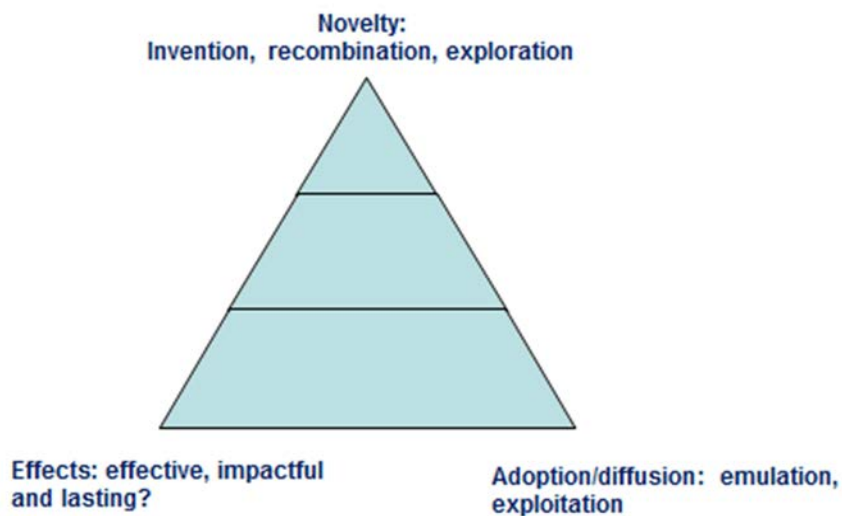 Novelty:
Invention, recombination, exploration
Effects: effective, impactful
and lasting?
Adoption/diffusion: emulation,
exploitation